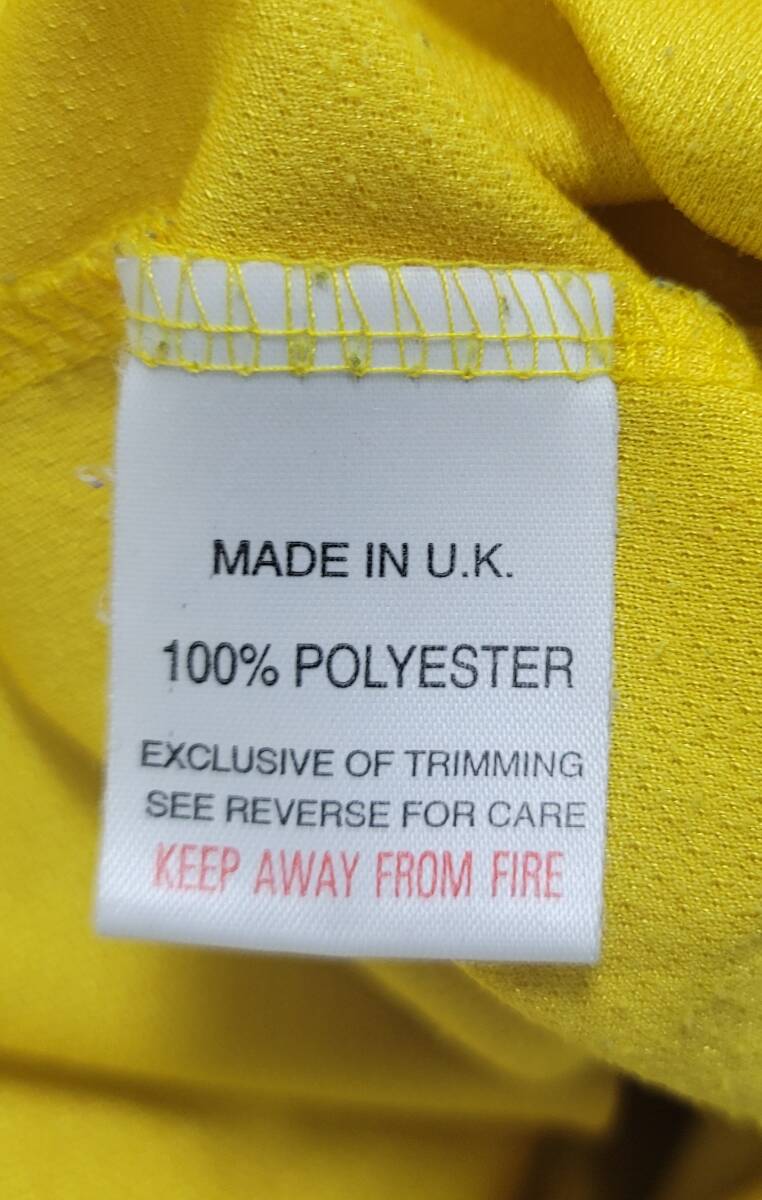 MADE IN U.K.
100% POLYESTER
EXCLUSIVE OF TRIMMING
SEE REVERSE FOR CARE
KEEP AWAY FROM FIRE